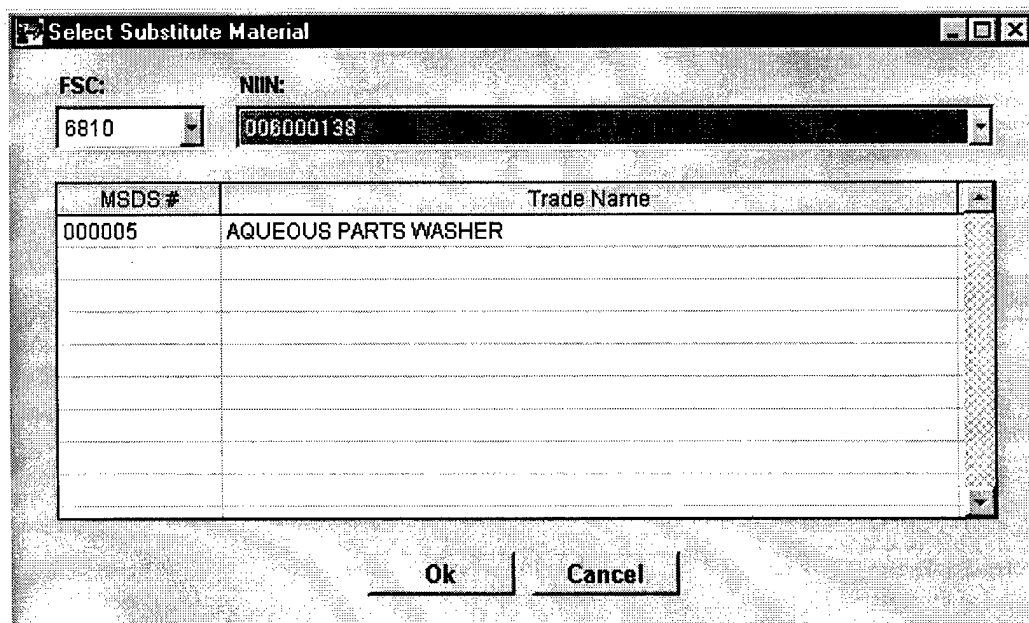 Select Substitute Material
FSC: NIIN:
6810 006000138
MSDS # Trade Name
000005 AQUEOUS PARTS WASHER
Ok Cancel